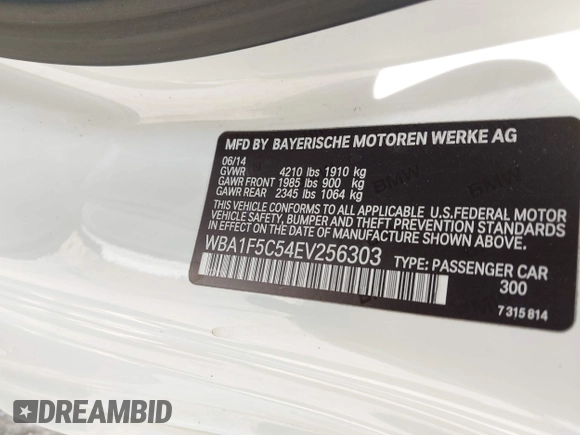 MFD BY BAYERISCHE MOTOREN WERKE AG
06/14
GVWR 4210 lbs 1910 kg
GAWR FRONT 1985 lbs 900 kg
GAWR REAR 2345 lbs 1064 kg
THIS VEHICLE CONFORMS TO ALL APPLICABLE U.S.FEDERAL MOTOR
VEHICLE SAFETY, BUMPER AND THEFT PREVENTION STANDARDS
IN EFFECT ON THE DATE OF MANUFACTURE SHOWN ABOVE.
WBA1F5C54EV256303 TYPE: PASSENGER CAR
300
7 315 814
BMW
DREAMBID